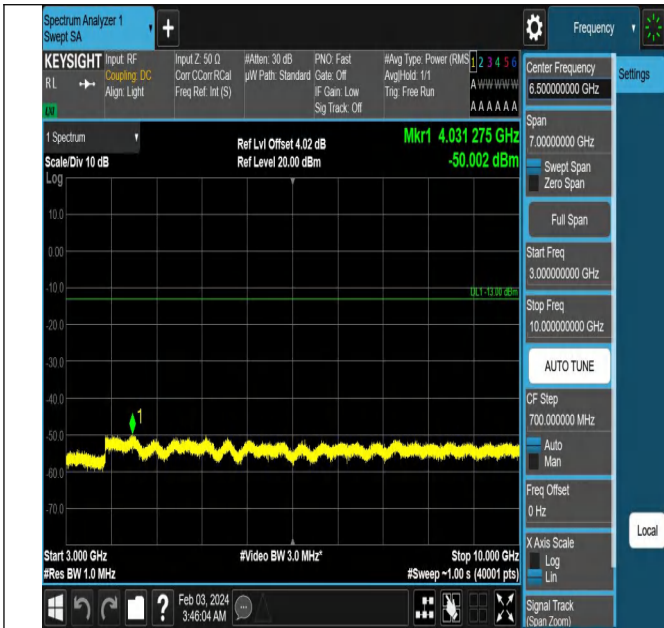 Spectrum Analyzer 1
Swept SA
+
Frequency
KEYSIGHT
RL
LXI
Input: RF
Coupling: DC
Align: Light
Input Z: 50 Ω
Corr CCorr RCal
Freq Ref: Int (S)
#Atten: 30 dB
µW Path: Standard
PNO: Fast
Gate: Off
IF Gain: Low
Sig Track: Off
#Avg Type: Power (RMS
Avg|Hold: 1/1
Trig: Free Run
1 2 3 4 5 6
A W W W W W
A A A A A A
1 Spectrum
Scale/Div 10 dB
Log
Ref Lvl Offset 4.02 dB
Ref Level 20.00 dBm
Mkr1 4.031 275 GHz
-50.002 dBm
10.0
0.00
-10.0
-20.0
-30.0
-40.0
-50.0
-60.0
-70.0
DL1 -13.00 dBm
1
Start 3.000 GHz
#Res BW 1.0 MHz
#Video BW 3.0 MHz*
Stop 10.000 GHz
#Sweep ~1.00 s (40001 pts)
?
Feb 03, 2024
3:46:04 AM
Center Frequency
6.500000000 GHz
Settings
Span
7.00000000 GHz
Swept Span
Zero Span
Full Span
Start Freq
3.000000000 GHz
Stop Freq
10.000000000 GHz
AUTO TUNE
CF Step
700.000000 MHz
Auto
Man
Freq Offset
0 Hz
Local
X Axis Scale
Log
Lin
Signal Track
(Span Zoom)